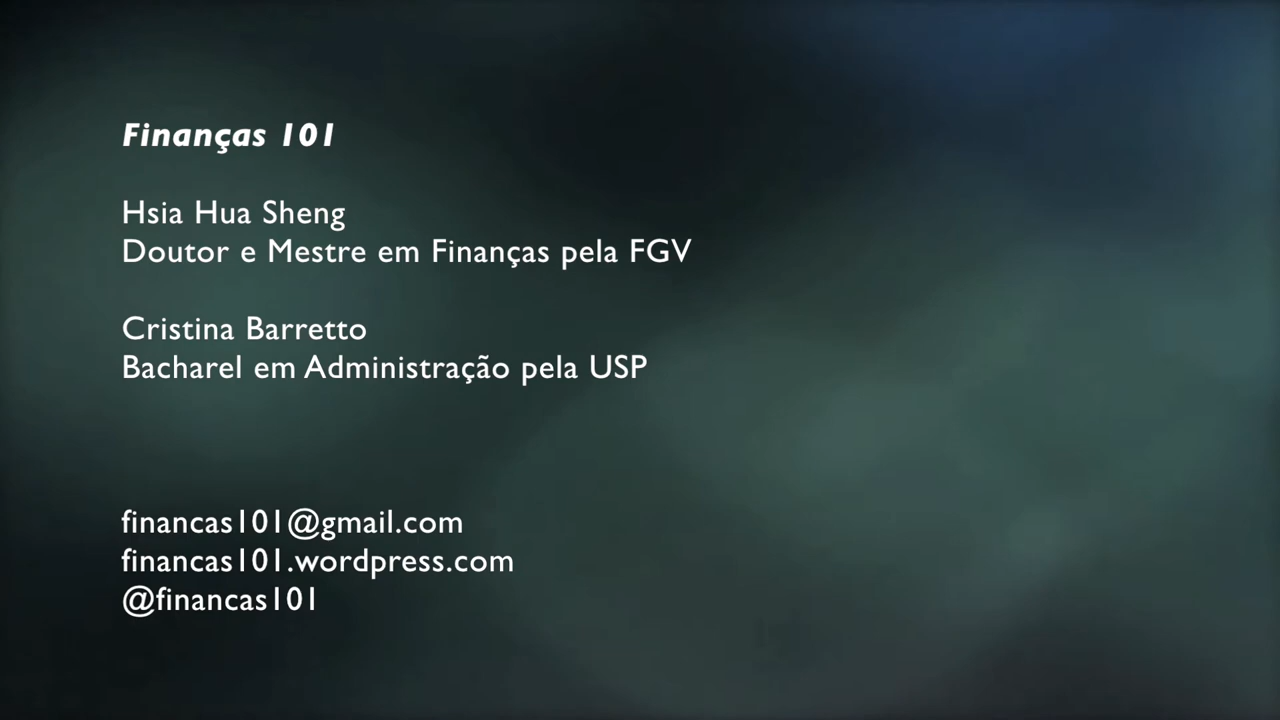 Finanças 101
Hsia Hua Sheng
Doutor e Mestre em Finanças pela FGV
Cristina Barretto
Bacharel em Administração pela USP
financas101@gmail.com
financas101.wordpress.com
@financas101